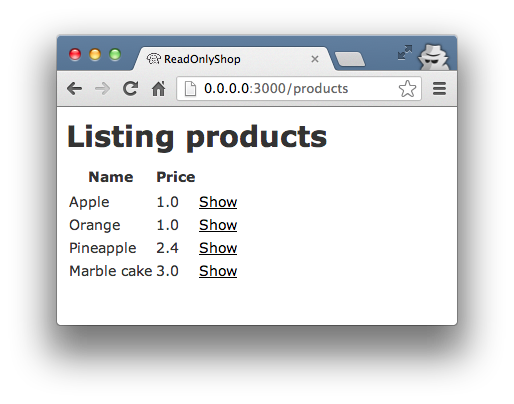 ReadOnlyShop
0.0.0.0:3000/products
Listing products
Name Price
Apple 1.0 Show
Orange 1.0 Show
Pineapple 2.4 Show
Marble cake 3.0 Show